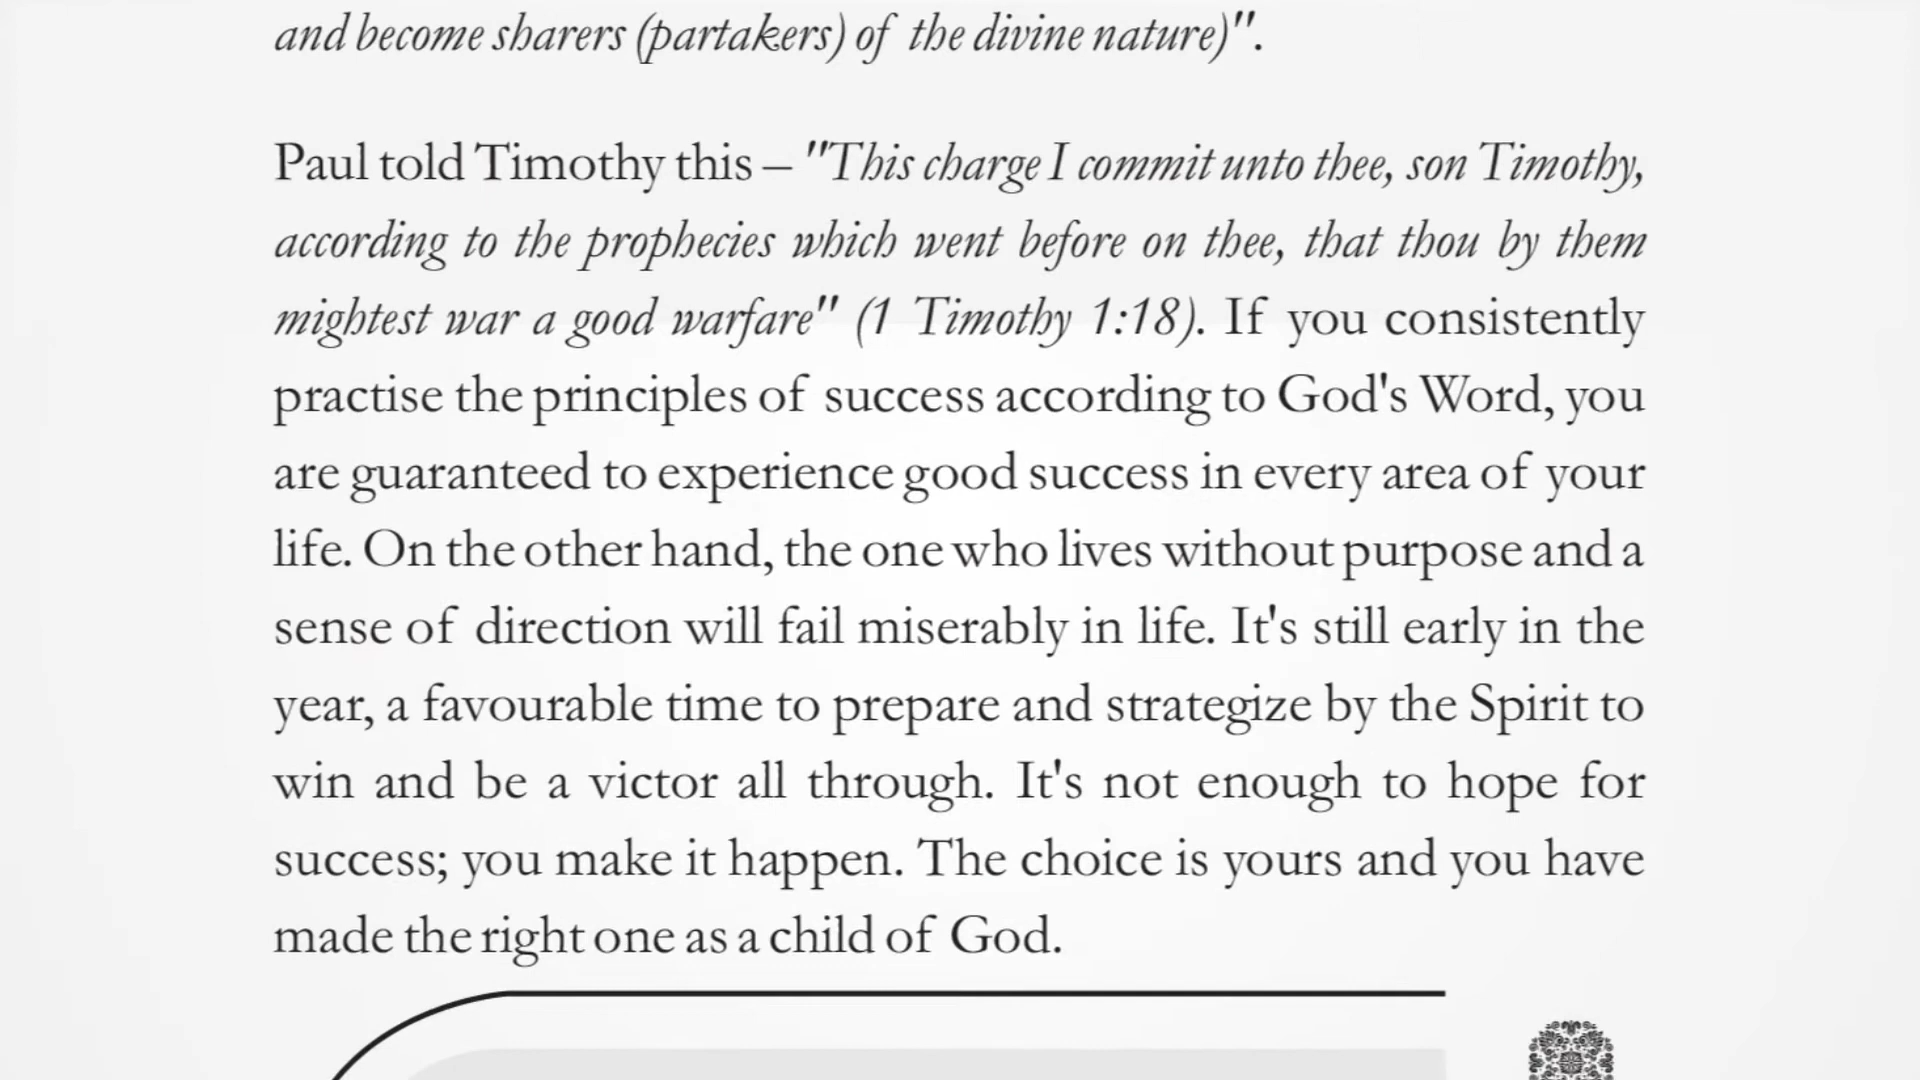 and become sharers (partakers) of the divine nature)".
Paul told Timothy this – "This charge I commit unto thee, son Timothy,
according to the prophecies which went before on thee, that thou by them
mightest war a good warfare" (1 Timothy 1:18). If you consistently
practise the principles of success according to God's Word, you
are guaranteed to experience good success in every area of your
life. On the other hand, the one who lives without purpose and a
sense of direction will fail miserably in life. It's still early in the
year, a favourable time to prepare and strategize by the Spirit to
win and be a victor all through. It's not enough to hope for
success; you make it happen. The choice is yours and you have
made the right one as a child of God.